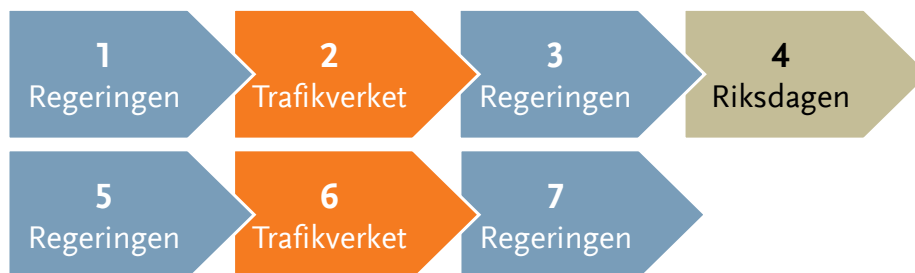 1
Regeringen
2
Trafikverket
3
Regeringen
4
Riksdagen
5
Regeringen
6
Trafikverket
7
Regeringen